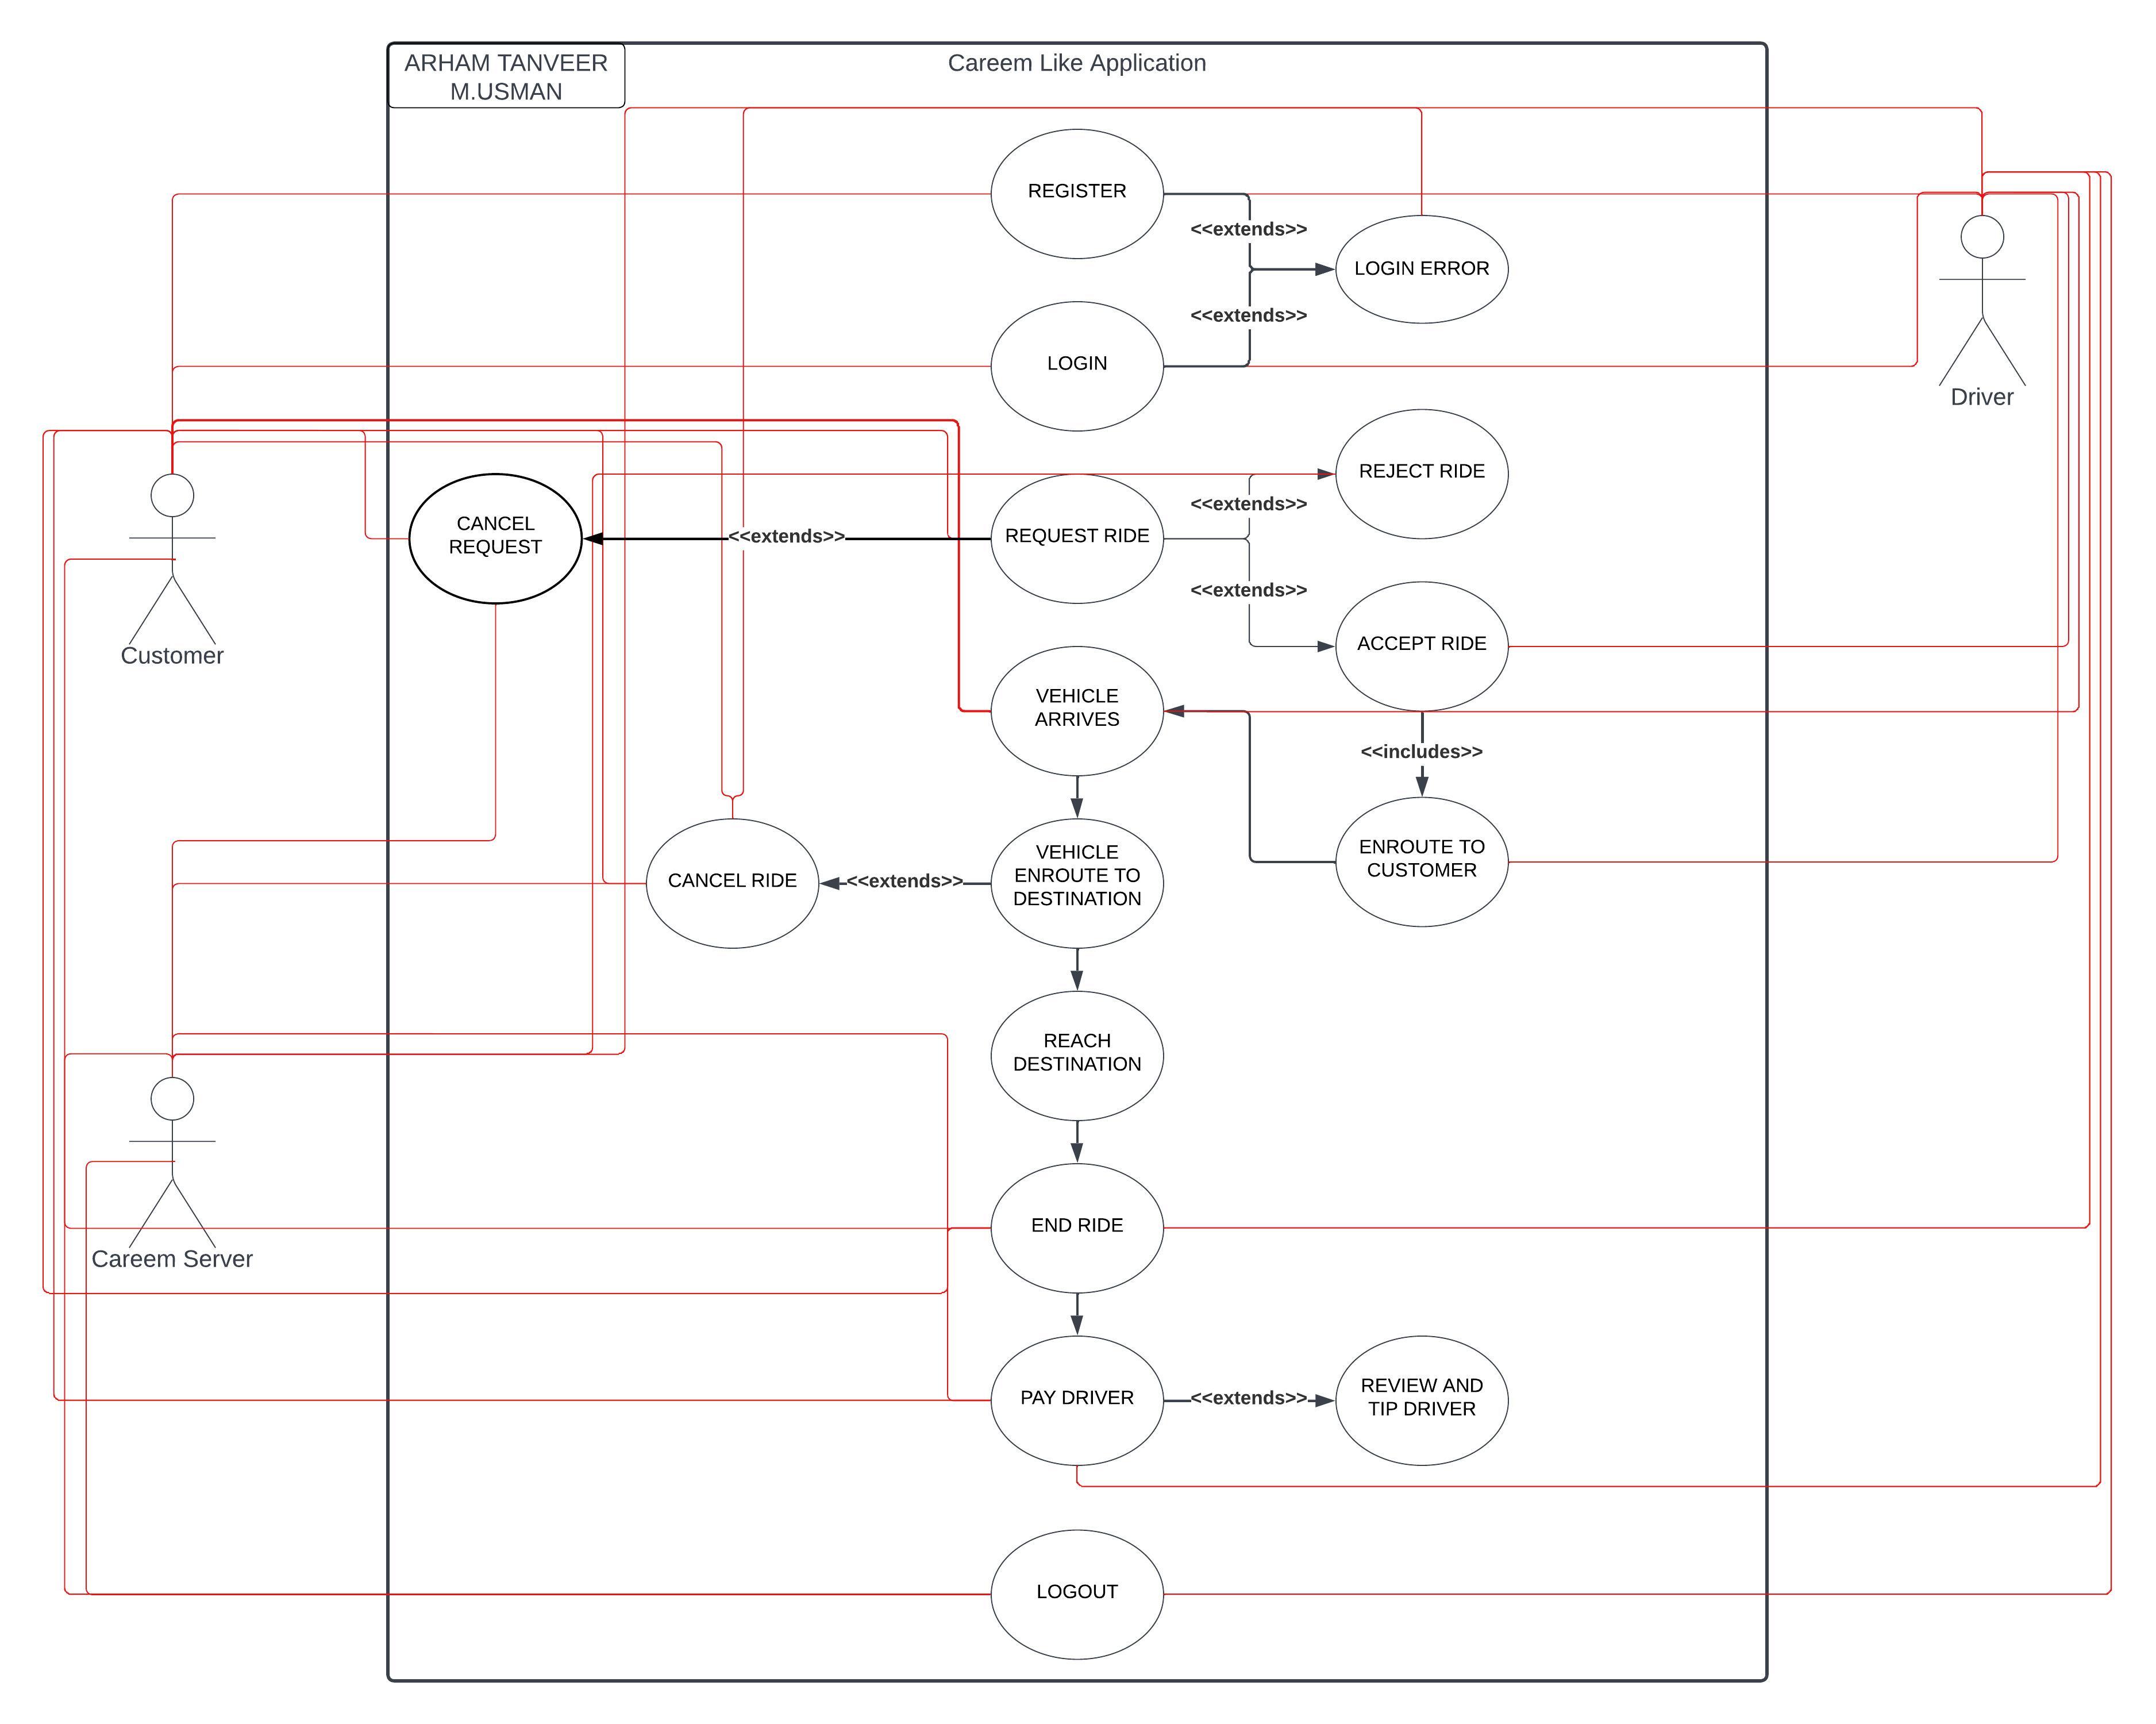 ARHAM TANVEER
M.USMAN
Careem Like Application
REGISTER
<<extends>>
LOGIN ERROR
<<extends>>
LOGIN
Driver
REJECT RIDE
<<extends>>
CANCEL
REQUEST
<<extends>>
REQUEST RIDE
<<extends>>
ACCEPT RIDE
Customer
VEHICLE
ARRIVES
<<includes>>
ENROUTE TO
CUSTOMER
CANCEL RIDE
<<extends>>
VEHICLE
ENROUTE TO
DESTINATION
REACH
DESTINATION
END RIDE
Careem Server
PAY DRIVER
<<extends>>
REVIEW AND
TIP DRIVER
LOGOUT